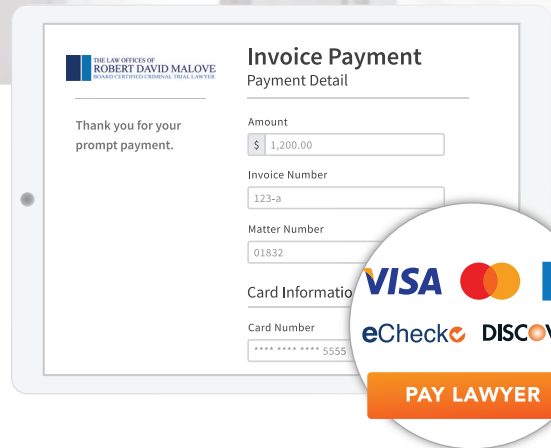 THE LAW OFFICES OF
ROBERT DAVID MALOVE
BOARD CERTIFIED CRIMINAL TRIAL LAWYER
Thank you for your
prompt payment.
Invoice Payment
Payment Detail
Amount
$ 1,200.00
Invoice Number
123-a
Matter Number
01832
Card Informatio
Card Number
**** **** **** 5555
VISA
eCheck DISCOV
PAY LAWYER